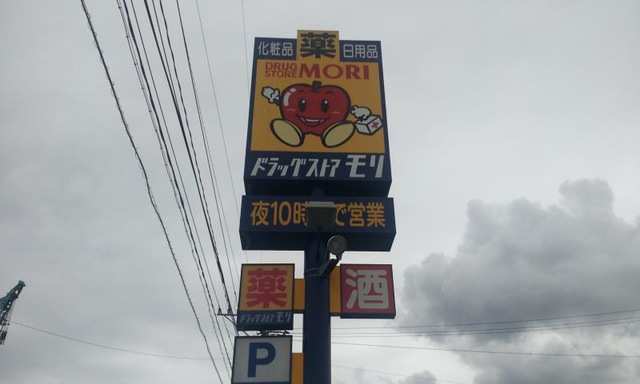 化粧品 薬 日用品
DRUG STORE MORI
ドラッグストア モリ
夜10時 で営業
薬
ドラッグストア モリ
酒
P